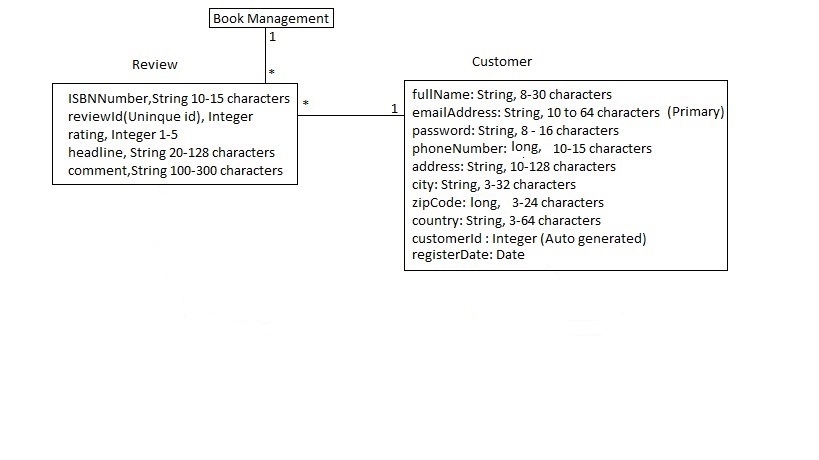 Book Management
1
*
Review
ISBNNumber,String 10-15 characters
reviewId(Uninque id), Integer
rating, Integer 1-5
headline, String 20-128 characters
comment,String 100-300 characters
*
1
Customer
fullName: String, 8-30 characters
emailAddress: String, 10 to 64 characters (Primary)
password: String, 8 - 16 characters
phoneNumber: long, 10-15 characters
address: String, 10-128 characters
city: String, 3-32 characters
zipCode: long, 3-24 characters
country: String, 3-64 characters
customerId : Integer (Auto generated)
registerDate: Date